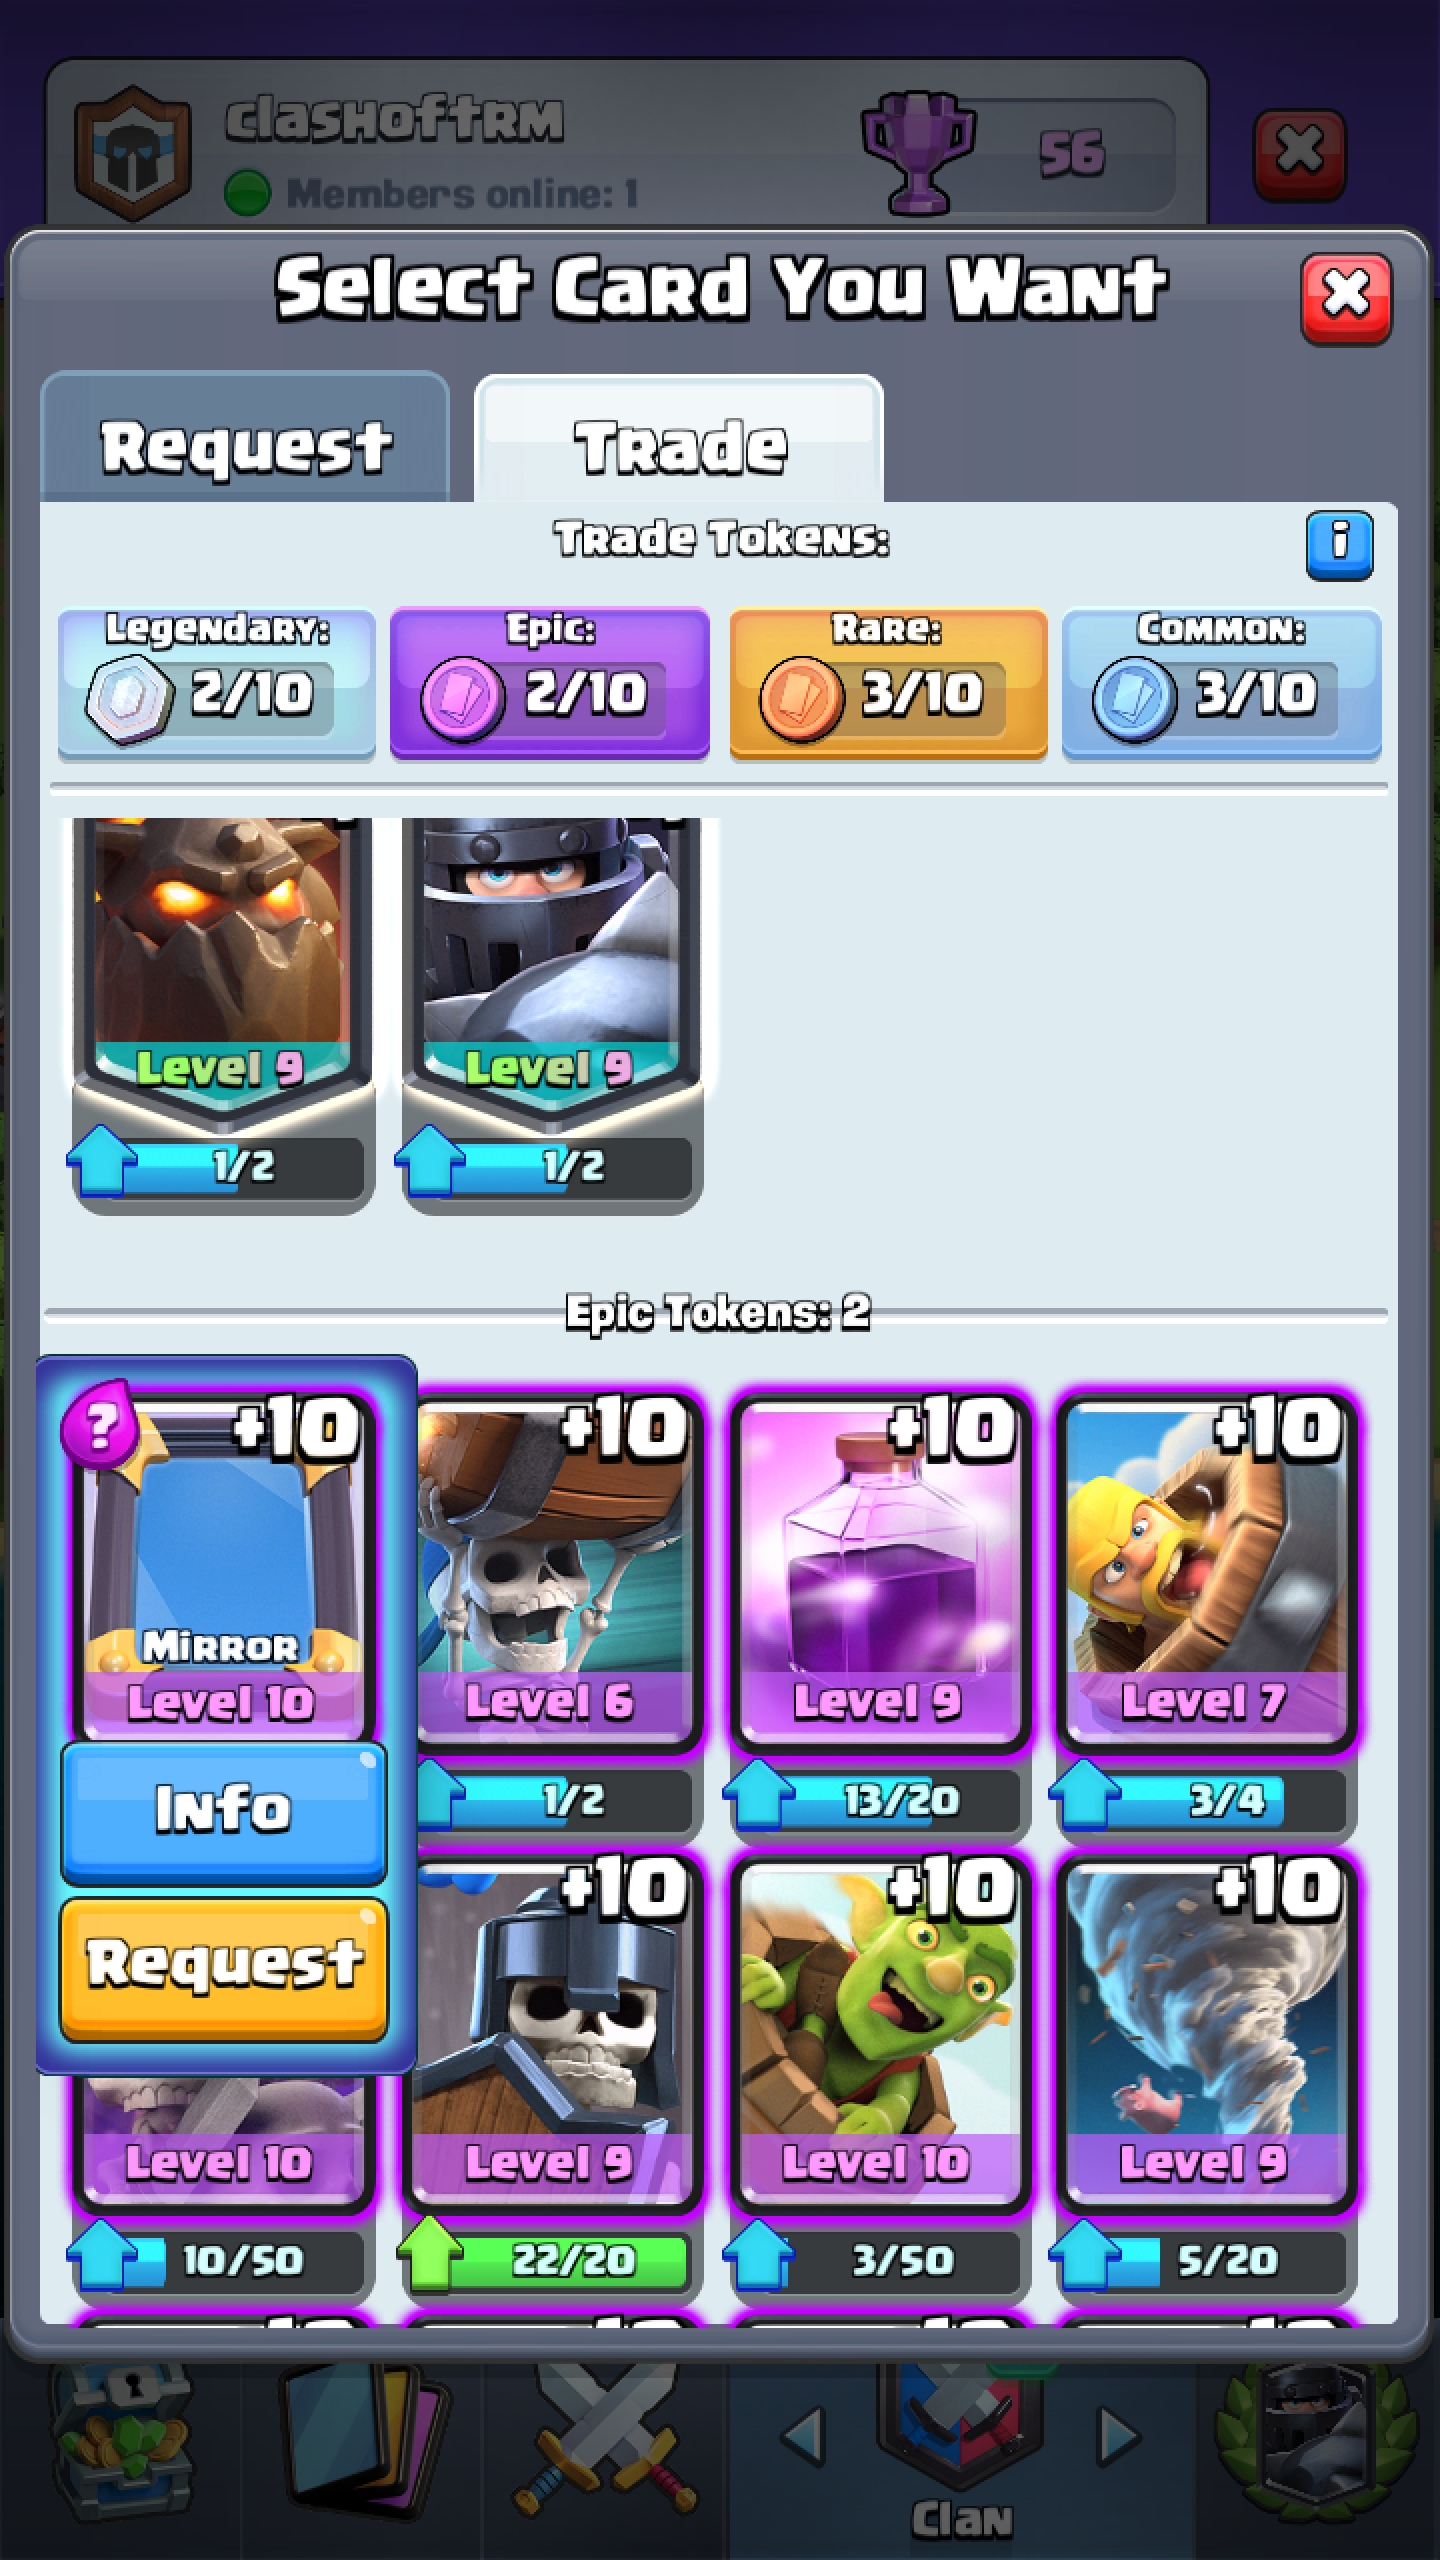 clashoftrm
Members online: 1
56
Select Card You Want
Request
Trade
Trade Tokens:
i
Legendary:
2/10
Epic:
2/10
Rare:
3/10
Common:
3/10
Level 9
Level 9
1/2
1/2
Epic Tokens: 2
?
+10
+10
+10
+10
Mirror
Level 10
Level 6
Level 9
Level 7
Info
1/2
13/20
3/4
+10
+10
+10
Request
Level 10
Level 9
Level 10
Level 9
10/50
22/20
3/50
5/20
Clan